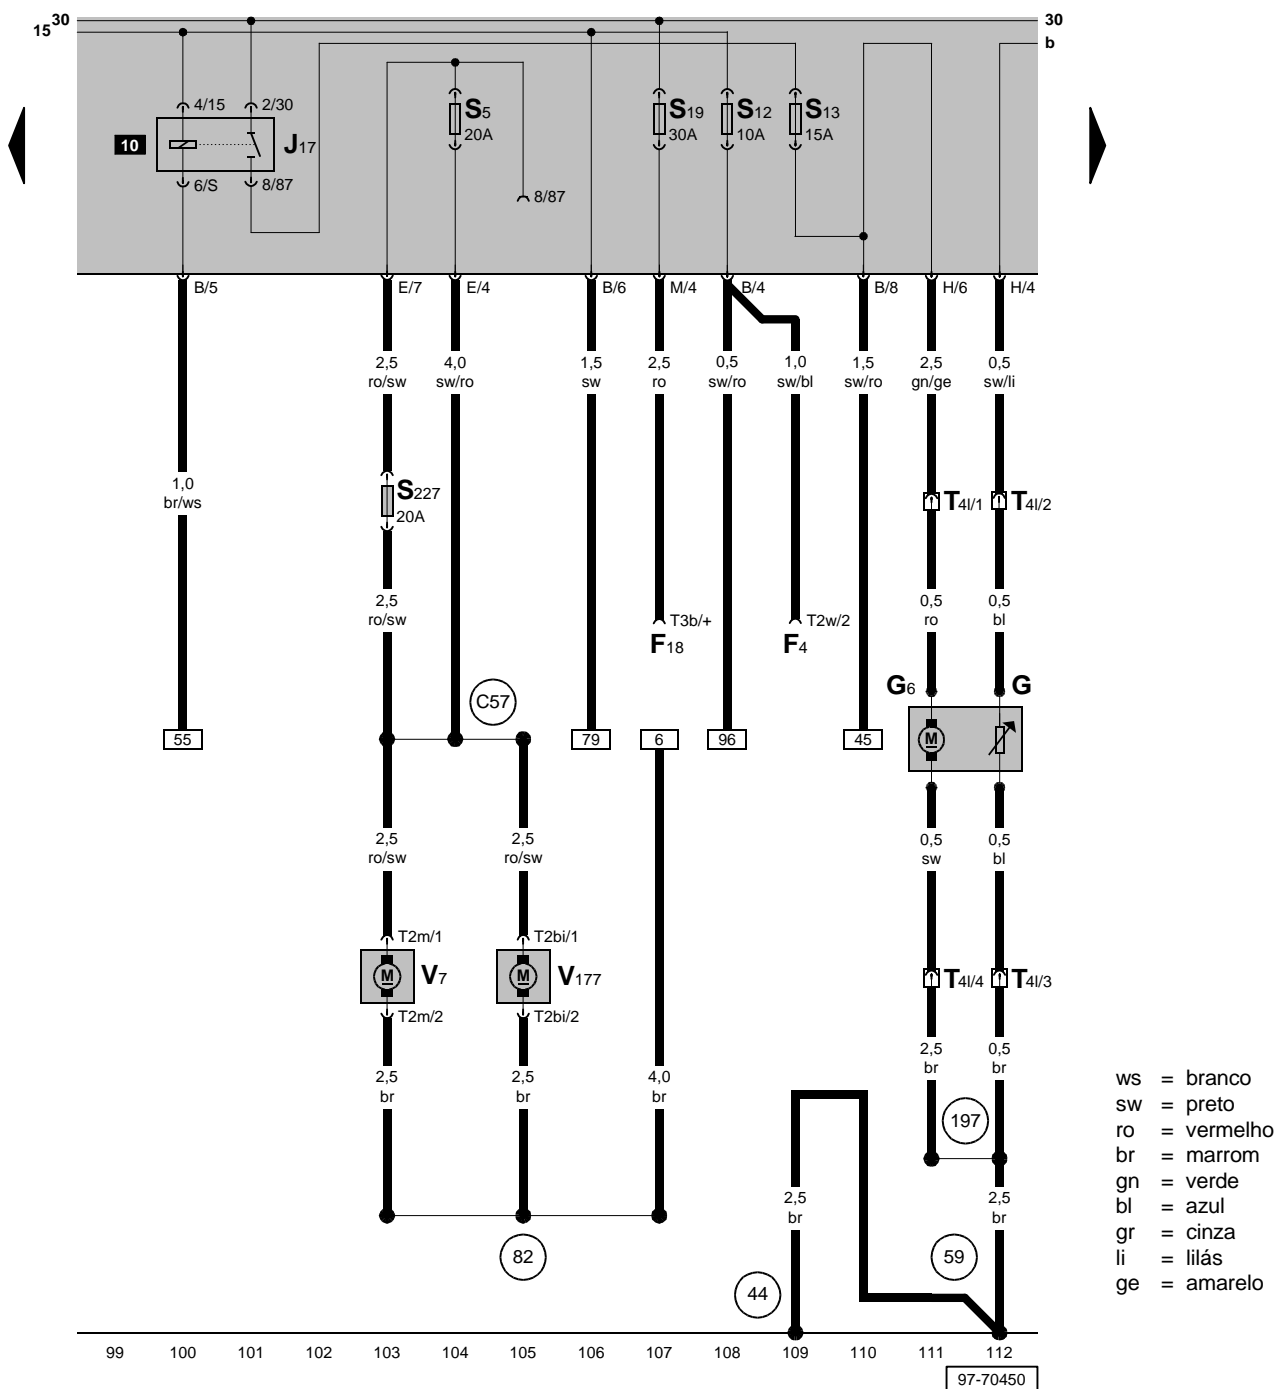 30 30
15 b
4/15 2/30
10 J17
6/S 8/87
S5
20A
8/87
S19
30A
S12
10A
S13
15A
B/5 E/7 E/4 B/6 M/4 B/4 B/8 H/6 H/4
2,5
ro/sw
4,0
sw/ro
1,5
sw
2,5
ro
0,5
sw/ro
1,0
sw/bl
1,5
sw/ro
2,5
gn/ge
0,5
sw/li
1,0
br/ws
S227
20A
T4l/1 T4l/2
2,5
ro/sw
0,5
ro
0,5
bl
T3b/+
F18
T2w/2
F4
C57
G6 G
M
55 79 6 96 45
2,5
ro/sw
2,5
ro/sw
0,5
sw
0,5
bl
T2m/1 T2bi/1
M V7
M V177
T4l/4 T4l/3
T2m/2 T2bi/2
2,5
br
2,5
br
4,0
br
2,5
br
0,5
br
197
2,5
br
2,5
br
82
59
44
ws = branco
sw = preto
ro = vermelho
br = marrom
gn = verde
bl = azul
gr = cinza
li = lilás
ge = amarelo
99 100 101 102 103 104 105 106 107 108 109 110 111 112
97-70450